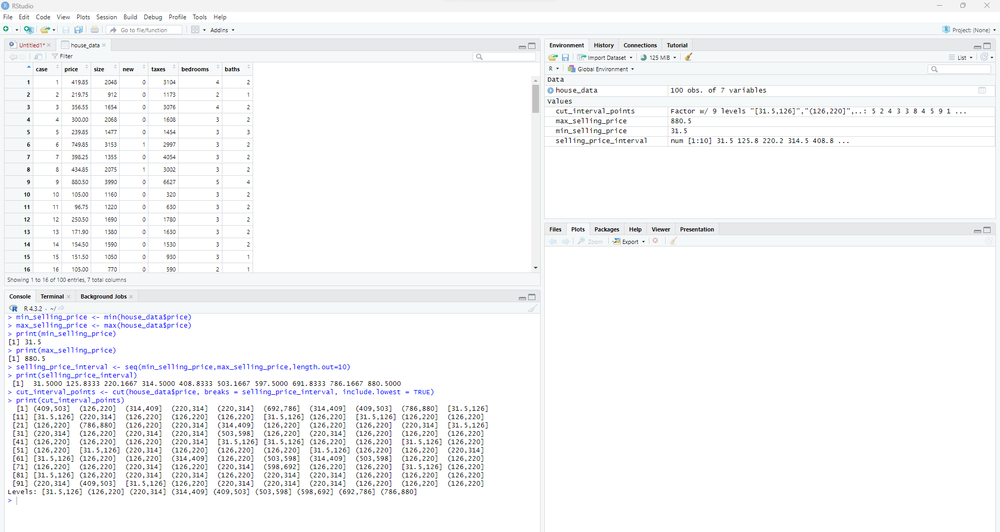 RStudio
File Edit Code View Plots Session Build Debug Profile Tools Help
Go to file/function Addins Project: (None)
Untitled1* house_data
Filter
case price size new taxes bedrooms baths
1 1 419.85 2048 0 3104 4 2
2 2 219.75 912 0 1173 2 1
3 3 356.55 1654 0 3076 4 2
4 4 300.00 2068 0 1608 3 2
5 5 239.85 1477 0 1454 3 3
6 6 749.85 3153 1 2997 3 2
7 7 398.25 1355 0 4054 3 2
8 8 434.85 2075 1 3002 3 2
9 9 880.50 3990 0 6627 5 4
10 10 105.00 1160 0 320 3 2
11 11 96.75 1220 0 630 3 2
12 12 250.50 1690 0 1780 3 2
13 13 171.90 1380 0 1630 3 2
14 14 154.50 1590 0 1530 3 2
15 15 151.50 1050 0 930 3 1
16 16 105.00 770 0 590 2 1
Showing 1 to 16 of 100 entries, 7 total columns
Console Terminal Background Jobs
R 4.3.2 · ~/
> min_selling_price <- min(house_data$price)
> max_selling_price <- max(house_data$price)
> print(min_selling_price)
[1] 31.5
> print(max_selling_price)
[1] 880.5
> selling_price_interval <- seq(min_selling_price,max_selling_price,length.out=10)
> print(selling_price_interval)
[1] 31.5000 125.8333 220.1667 314.5000 408.8333 503.1667 597.5000 691.8333 786.1667 880.5000
> cut_interval_points <- cut(house_data$price, breaks = selling_price_interval, include.lowest = TRUE)
> print(cut_interval_points)
[1] (409,503] (126,220] (314,409] (220,314] (220,314] (692,786] (314,409] (409,503] (786,880] [31.5,126]
[11] [31.5,126] (220,314] (126,220] (126,220] (126,220] [31.5,126] (126,220] [31.5,126] (126,220] (126,220]
[21] (126,220] (786,880] (126,220] (220,314] (314,409] (126,220] (126,220] (126,220] (220,314] [31.5,126]
[31] (220,314] (126,220] (220,314] (220,314] (503,598] (126,220] (220,314] (126,220] (126,220] (126,220]
[41] (126,220] (126,220] (126,220] (220,314] [31.5,126] [31.5,126] (126,220] (126,220] [31.5,126] (126,220]
[51] (126,220] [31.5,126] (220,314] (126,220] (126,220] (126,220] [31.5,126] (126,220] (126,220] (220,314]
[61] [31.5,126] (126,220] (126,220] (314,409] (126,220] (503,598] (314,409] (503,598] (126,220] (126,220]
[71] (126,220] (126,220] (220,314] (126,220] (220,314] (598,692] (126,220] (126,220] [31.5,126] (126,220]
[81] [31.5,126] (126,220] (220,314] (220,314] (126,220] (220,314] (220,314] (126,220] (126,220] (126,220]
[91] (220,314] (409,503] [31.5,126] (126,220] (220,314] (220,314] (220,314] (126,220] (126,220] (126,220]
Levels: [31.5,126] (126,220] (220,314] (314,409] (409,503] (503,598] (598,692] (692,786] (786,880]
>
Environment History Connections Tutorial
Import Dataset 125 MiB List
R Global Environment
Data
house_data 100 obs. of 7 variables
Values
cut_interval_points Factor w/ 9 levels "[31.5,126]","(126,220]",..: 5 2 4 3 3 8 4 5 9 1 ...
max_selling_price 880.5
min_selling_price 31.5
selling_price_interval num [1:10] 31.5 125.8 220.2 314.5 408.8 ...
Files Plots Packages Help Viewer Presentation
Zoom Export